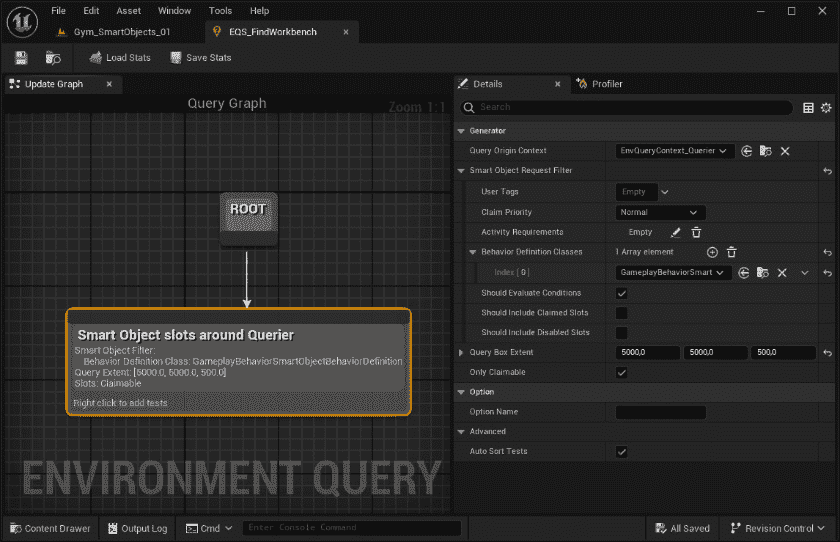 File Edit Asset Window Tools Help
Gym_SmartObjects_01 EQS_FindWorkbench
Load Stats Save Stats
Update Graph
Query Graph
Zoom 1:1
ROOT
Smart Object slots around Querier
Smart Object Filter:
Behavior Definition Class: GameplayBehaviorSmartObjectBehaviorDefinition
Query Extent: [5000.0, 5000.0, 500.0]
Slots: Claimable
Right click to add tests
ENVIRONMENT QUERY
Details Profiler
Search
Generator
Query Origin Context EnvQueryContext_Querier
Smart Object Request Filter
User Tags Empty
Claim Priority Normal
Activity Requirements Empty
Behavior Definition Classes 1 Array element
Index [ 0 ] GameplayBehaviorSmart
Should Evaluate Conditions
Should Include Claimed Slots
Should Include Disabled Slots
Query Box Extent 5000,0 5000,0 500,0
Only Claimable
Option
Option Name
Advanced
Auto Sort Tests
Content Drawer Output Log Cmd Enter Console Command All Saved Revision Control